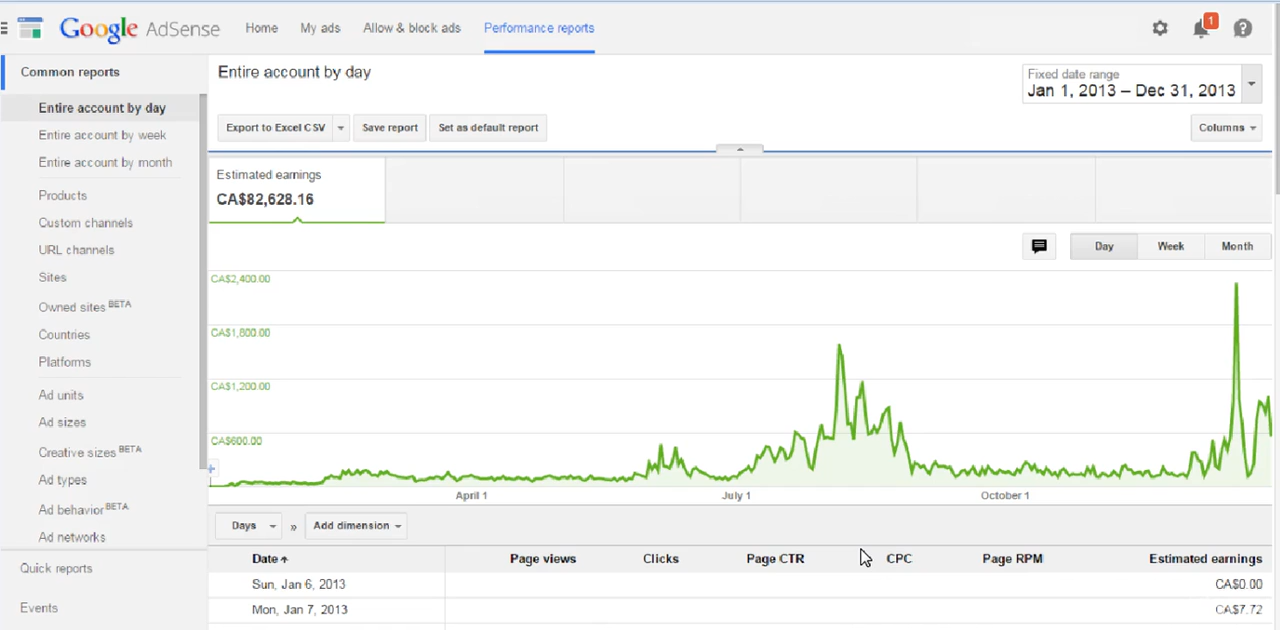 Google AdSense Home My ads Allow & block ads Performance reports 1
Common reports
Entire account by day
Entire account by week
Entire account by month
Products
Custom channels
URL channels
Sites
Owned sites BETA
Countries
Platforms
Ad units
Ad sizes
Creative sizes BETA
Ad types
Ad behavior BETA
Ad networks
Quick reports
Events
Entire account by day
Fixed date range
Jan 1, 2013 – Dec 31, 2013
Export to Excel CSV Save report Set as default report Columns
Estimated earnings
CA$82,628.16
Day Week Month
CA$2,400.00
CA$1,800.00
CA$1,200.00
CA$600.00
April 1 July 1 October 1
Days » Add dimension
Date Page views Clicks Page CTR CPC Page RPM Estimated earnings
Sun, Jan 6, 2013 CA$0.00
Mon, Jan 7, 2013 CA$7.72